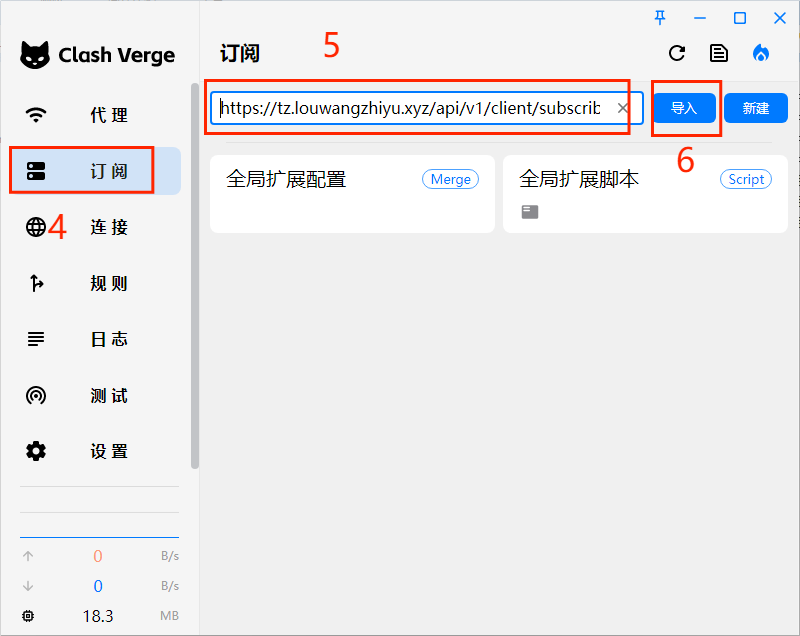 Clash Verge
订阅
5
https://tz.louwangzhiyu.xyz/api/v1/client/subscrib
导入
新建
6
代理
订阅
4
连接
规则
日志
测试
设置
全局扩展配置
Merge
全局扩展脚本
Script
0 B/s
0 B/s
18.3 MB